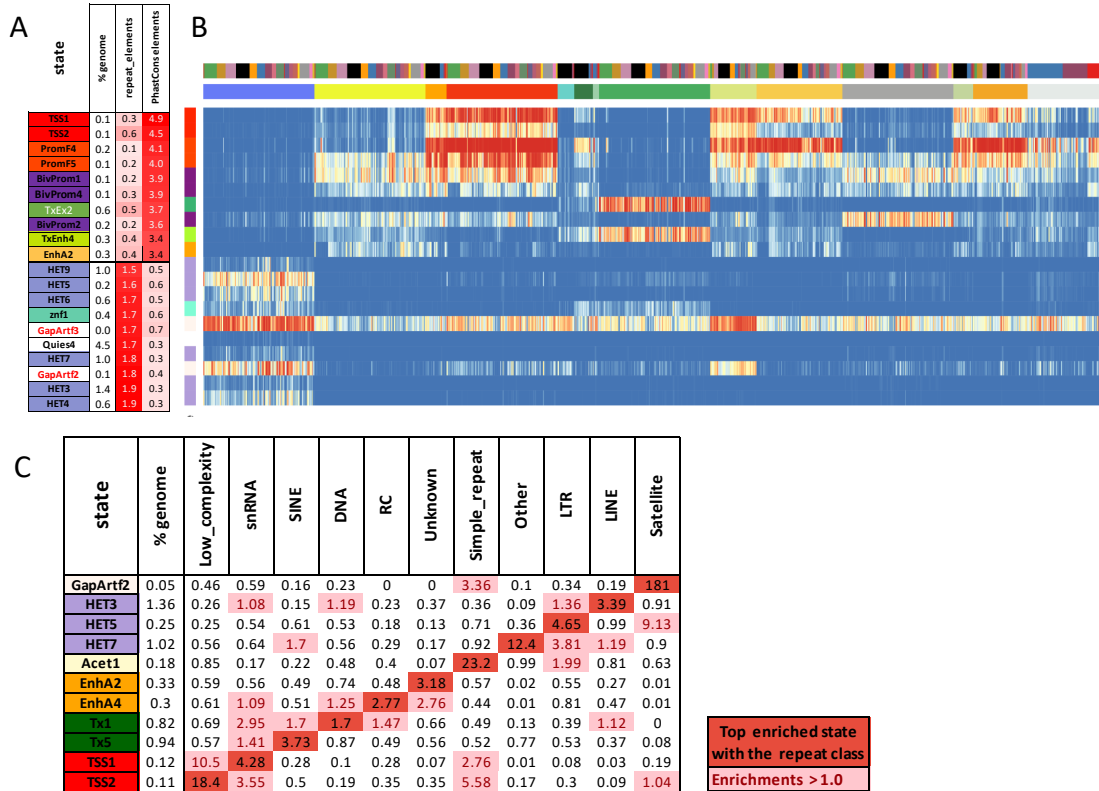 A
B
state
% genome
repeat_elements
PhastCons elements
TSS1 0.1 0.3 4.9
TSS2 0.1 0.6 4.5
PromF4 0.2 0.1 4.1
PromF5 0.1 0.2 4.0
BivProm1 0.1 0.2 3.9
BivProm4 0.1 0.3 3.9
TxEx2 0.6 0.5 3.7
BivProm2 0.2 0.2 3.6
TxEnh4 0.3 0.4 3.4
EnhA2 0.3 0.4 3.4
HET9 1.0 1.5 0.5
HET5 0.2 1.6 0.6
HET6 0.6 1.7 0.5
znf1 0.4 1.7 0.6
GapArtf3 0.0 1.7 0.7
Quies4 4.5 1.7 0.3
HET7 1.0 1.8 0.3
GapArtf2 0.1 1.8 0.4
HET3 1.4 1.9 0.3
HET4 0.6 1.9 0.3
C
state
% genome
Low_complexity
snRNA
SINE
DNA
RC
Unknown
Simple_repeat
Other
LTR
LINE
Satellite
GapArtf2 0.05 0.46 0.59 0.16 0.23 0 0 3.36 0.1 0.34 0.19 181
HET3 1.36 0.26 1.08 0.15 1.19 0.23 0.37 0.36 0.09 1.36 3.39 0.91
HET5 0.25 0.25 0.54 0.61 0.53 0.18 0.13 0.71 0.36 4.65 0.99 9.13
HET7 1.02 0.56 0.64 1.7 0.56 0.29 0.17 0.92 12.4 3.81 1.19 0.9
Acet1 0.18 0.85 0.17 0.22 0.48 0.4 0.07 23.2 0.99 1.99 0.81 0.63
EnhA2 0.33 0.59 0.56 0.49 0.74 0.48 3.18 0.57 0.02 0.55 0.27 0.01
EnhA4 0.3 0.61 1.09 0.51 1.25 2.77 2.76 0.44 0.01 0.81 0.47 0.01
Tx1 0.82 0.69 2.95 1.7 1.7 1.47 0.66 0.49 0.13 0.39 1.12 0
Tx5 0.94 0.57 1.41 3.73 0.87 0.49 0.56 0.52 0.77 0.53 0.37 0.08
TSS1 0.12 10.5 4.28 0.28 0.1 0.28 0.07 2.76 0.01 0.08 0.03 0.19
TSS2 0.11 18.4 3.55 0.5 0.19 0.35 0.35 5.58 0.17 0.3 0.09 1.04
Top enriched state
with the repeat class
Enrichments >1.0